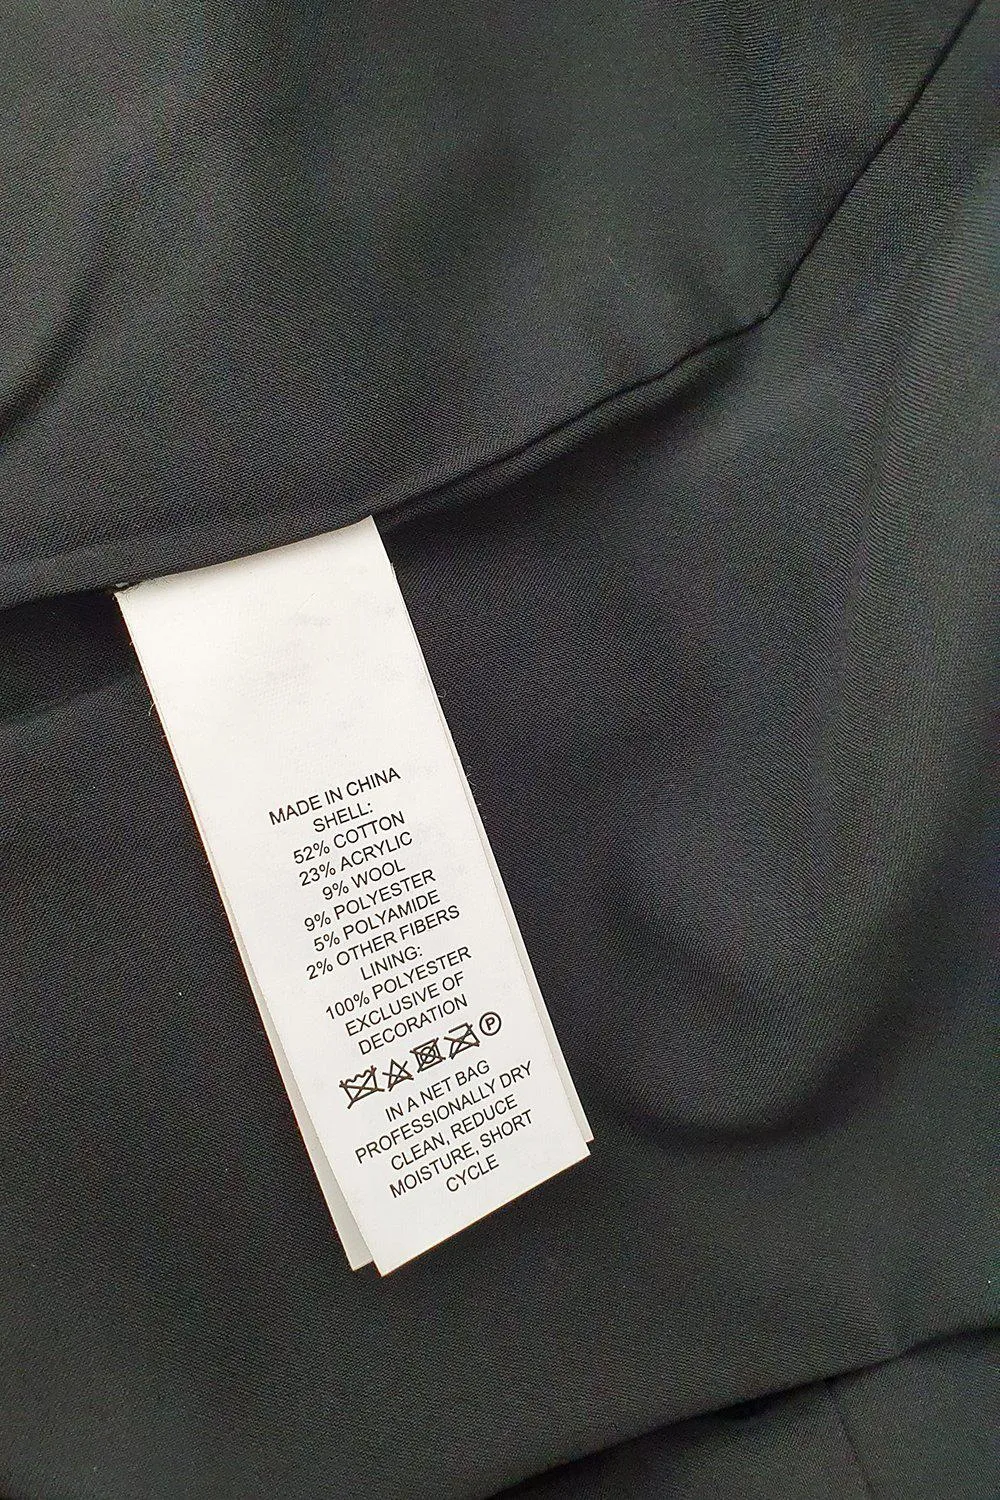 MADE IN CHINA
SHELL:
52% COTTON
23% ACRYLIC
9% WOOL
9% POLYESTER
5% POLYAMIDE
2% OTHER FIBERS
LINING:
100% POLYESTER
EXCLUSIVE OF
DECORATION
P
IN A NET BAG
PROFESSIONALLY DRY
CLEAN, REDUCE
MOISTURE, SHORT
CYCLE